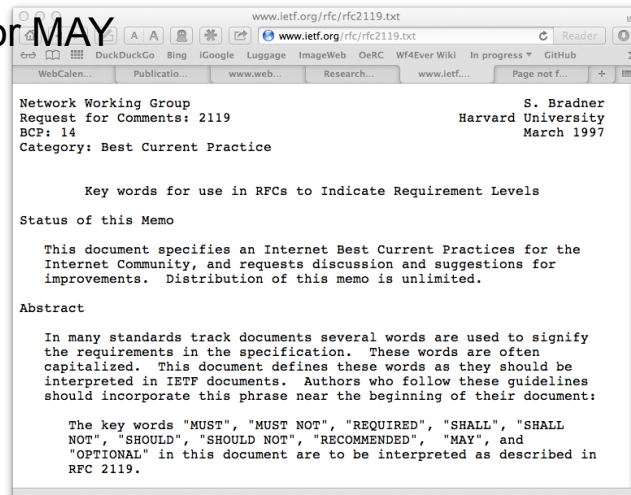 or MAY
www.ietf.org/rfc/rfc2119.txt
A A www.ietf.org/rfc/rfc2119.txt Reader
DuckDuckGo Bing iGoogle Luggage ImageWeb OeRC Wf4Ever Wiki In progress GitHub
WebCalen... Publicatio... www.web... Research... www.ietf.... Page not f... +
Network Working Group S. Bradner
Request for Comments: 2119 Harvard University
BCP: 14 March 1997
Category: Best Current Practice
Key words for use in RFCs to Indicate Requirement Levels
Status of this Memo
This document specifies an Internet Best Current Practices for the
Internet Community, and requests discussion and suggestions for
improvements. Distribution of this memo is unlimited.
Abstract
In many standards track documents several words are used to signify
the requirements in the specification. These words are often
capitalized. This document defines these words as they should be
interpreted in IETF documents. Authors who follow these guidelines
should incorporate this phrase near the beginning of their document:
The key words "MUST", "MUST NOT", "REQUIRED", "SHALL", "SHALL
NOT", "SHOULD", "SHOULD NOT", "RECOMMENDED", "MAY", and
"OPTIONAL" in this document are to be interpreted as described in
RFC 2119.